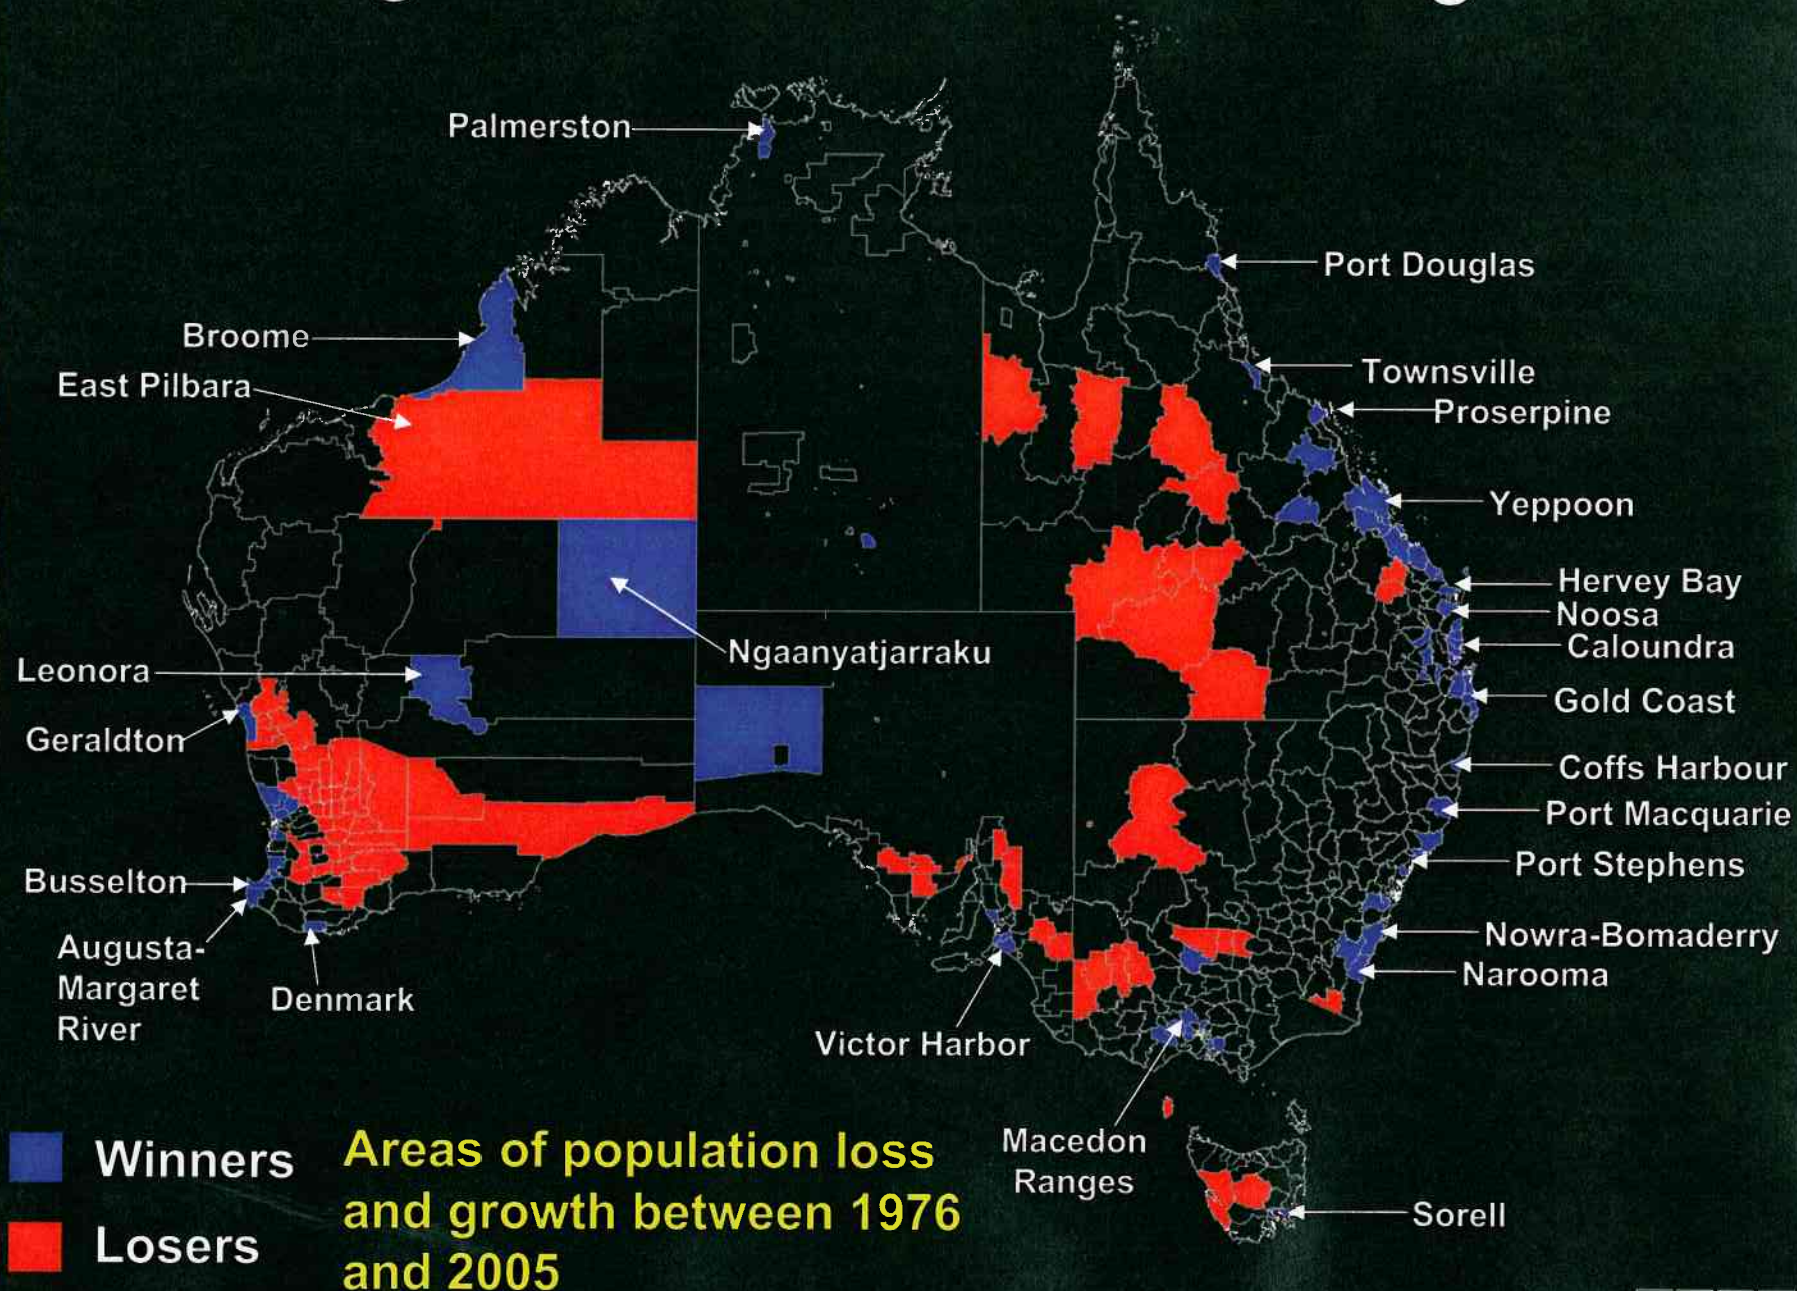 Palmerston
Port Douglas
Broome
Townsville
East Pilbara
Proserpine
Yeppoon
Hervey Bay
Noosa
Ngaanyatjarraku
Caloundra
Leonora
Gold Coast
Geraldton
Coffs Harbour
Port Macquarie
Port Stephens
Busselton
Nowra-Bomaderry
Augusta-
Margaret
River
Narooma
Denmark
Victor Harbor
Macedon
Ranges
Sorell
Winners
Losers
Areas of population loss
and growth between 1976
and 2005